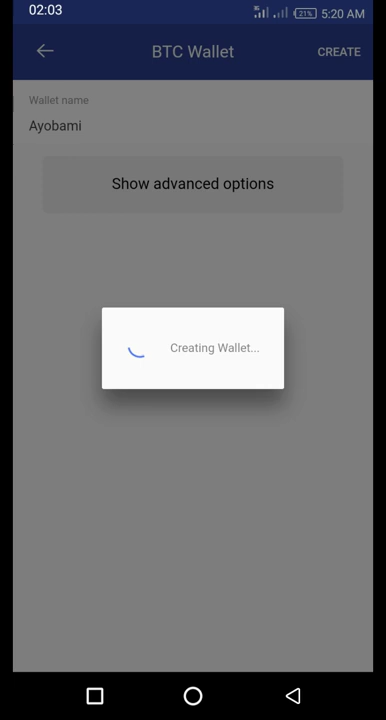 02:03
21% 5:20 AM
BTC Wallet
CREATE
Wallet name
Ayobami
Show advanced options
Creating Wallet...